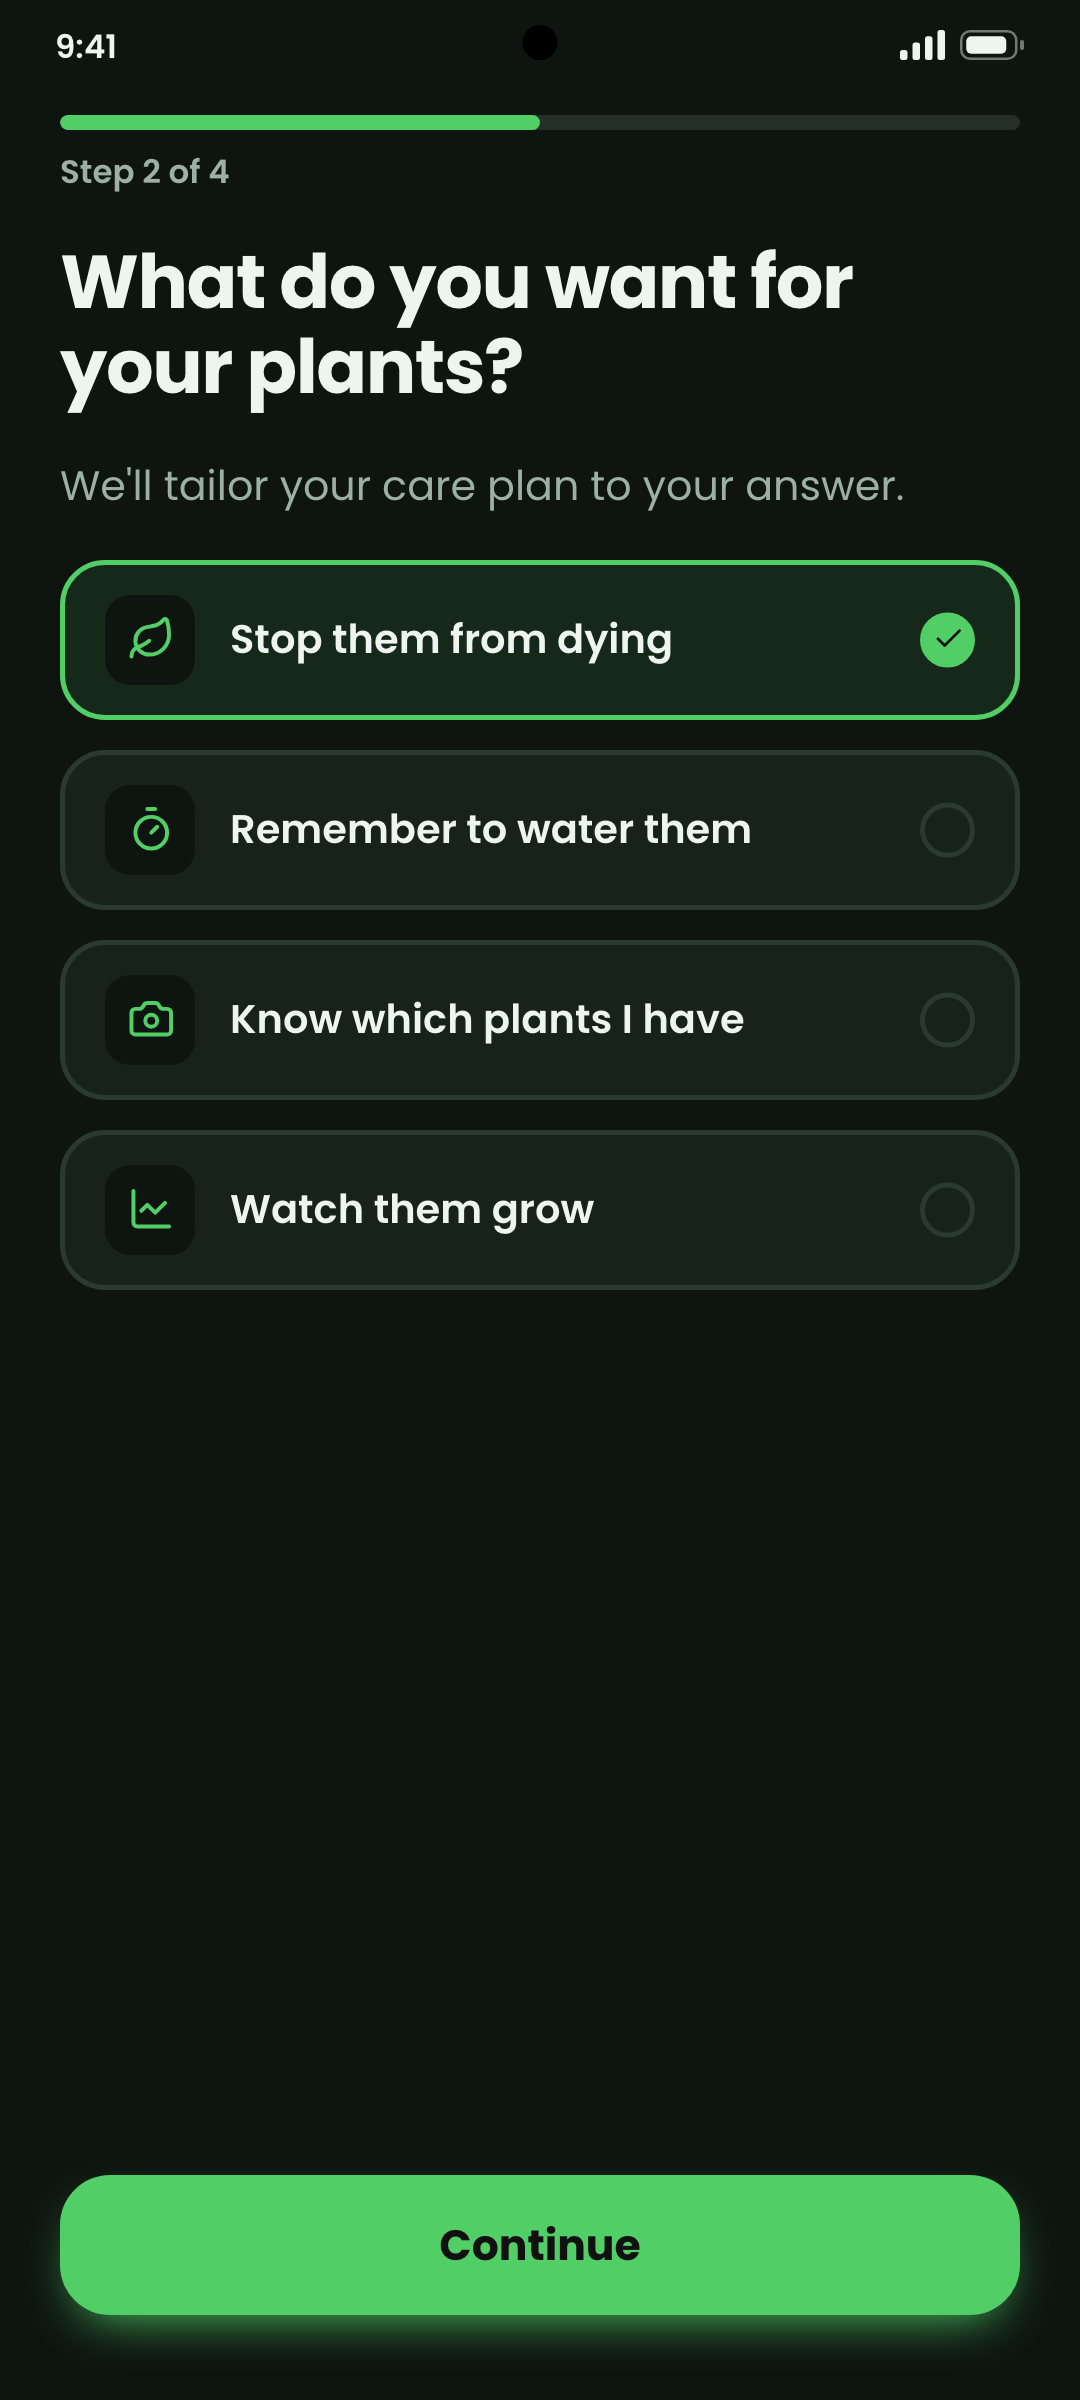 9:41
Step 2 of 4
What do you want for
your plants?
We'll tailor your care plan to your answer.
Stop them from dying
Remember to water them
Know which plants I have
Watch them grow
Continue